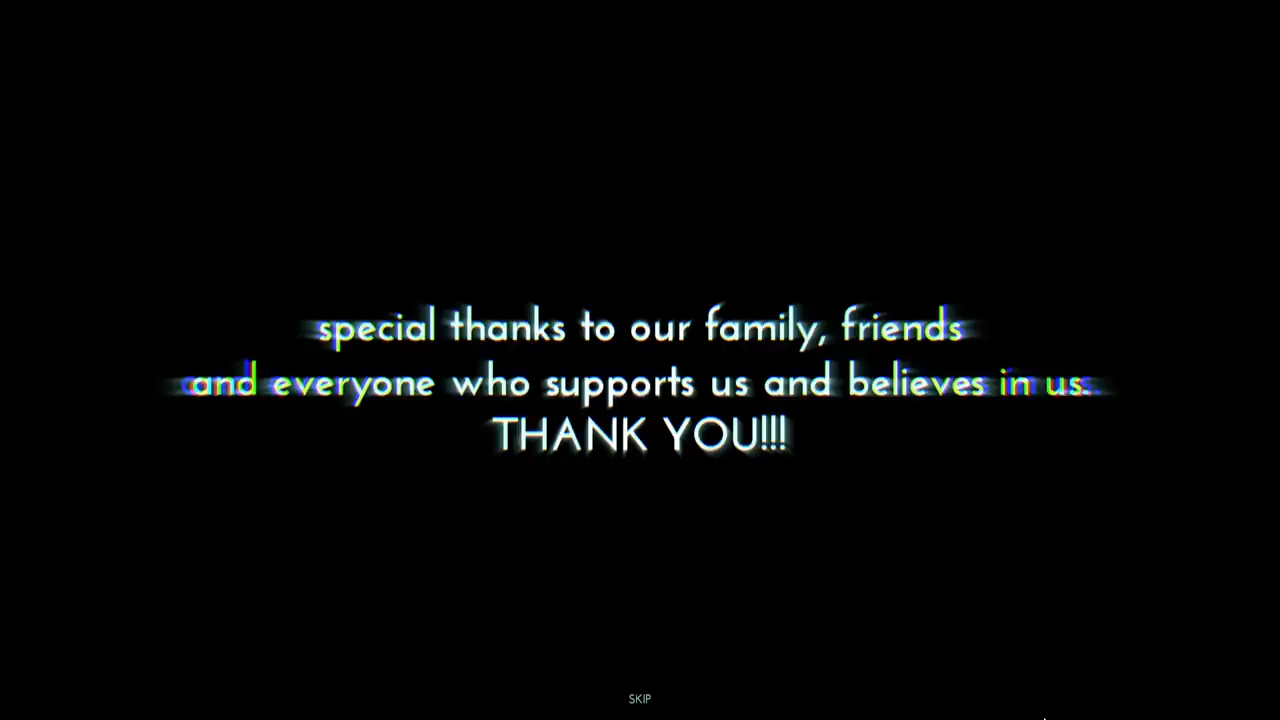 special thanks to our family, friends
and everyone who supports us and believes in us.
THANK YOU!!!
SKIP